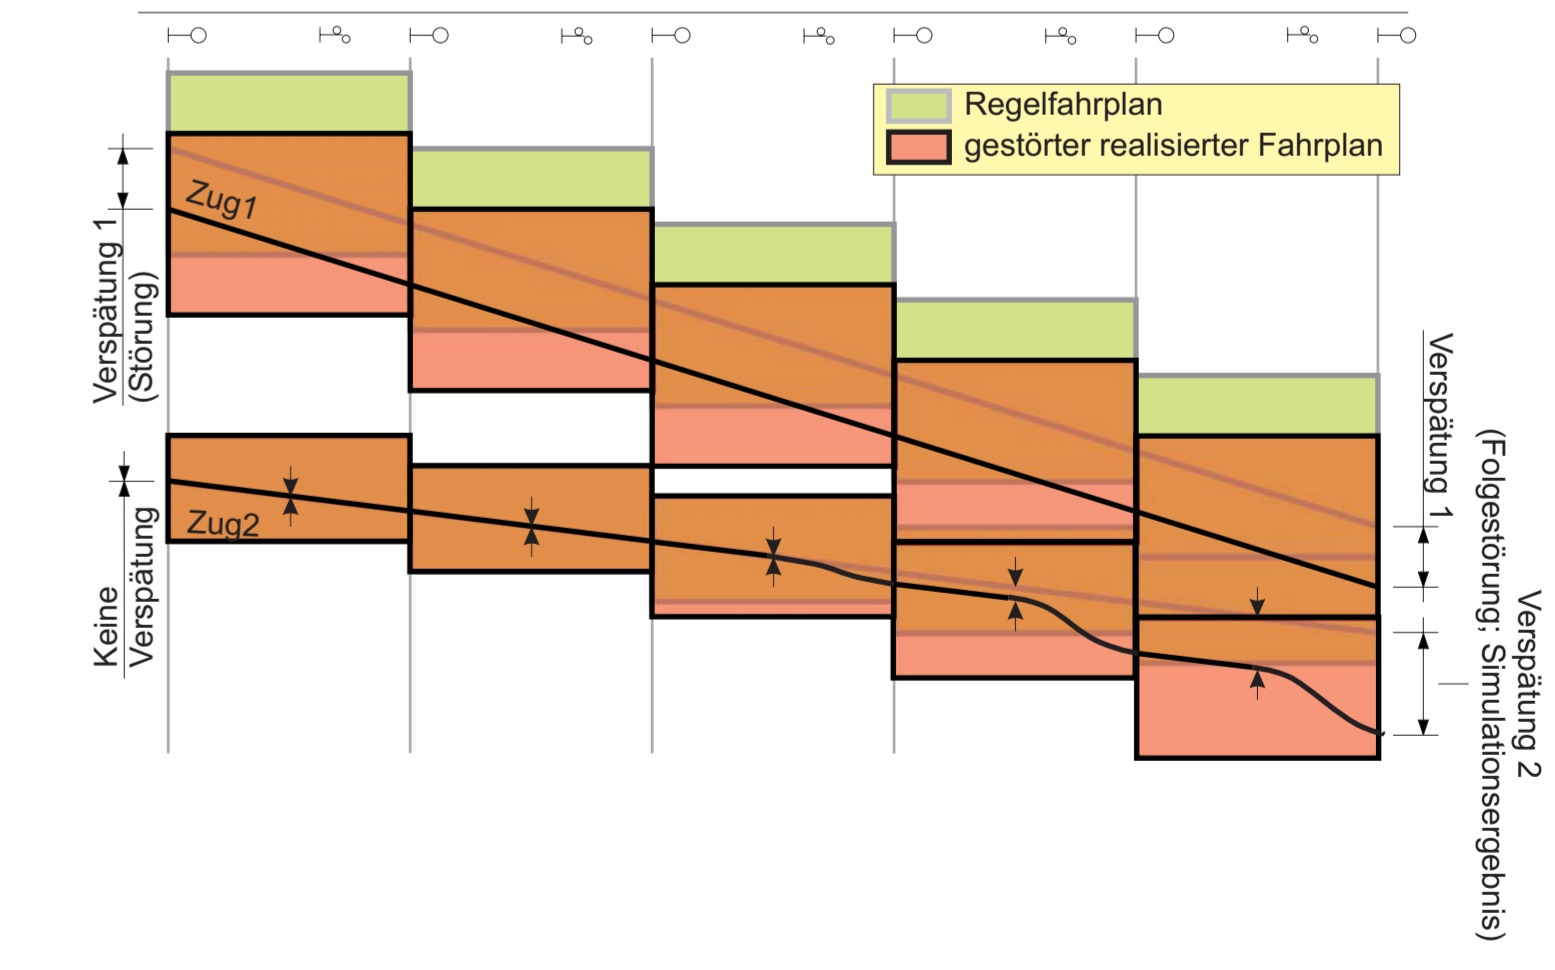 Regelfahrplan
gestörter realisierter Fahrplan
Zug1
Verspätung 1
(Störung)
Zug2
Keine
Verspätung
Verspätung 1
Verspätung 2
(Folgestörung; Simulationsergebnis)